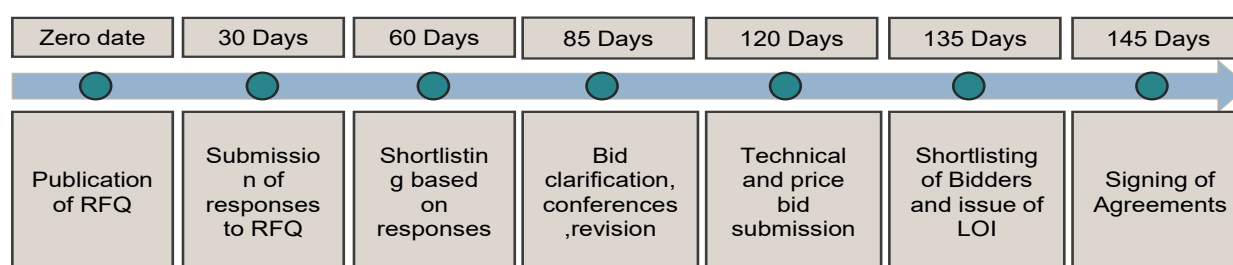 Zero date
30 Days
60 Days
85 Days
120 Days
135 Days
145 Days
Publication
of RFQ
Submissio
n of
responses
to RFQ
Shortlistin
g based
on
responses
Bid
clarification,
conferences
,revision
Technical
and price
bid
submission
Shortlisting
of Bidders
and issue of
LOI
Signing of
Agreements